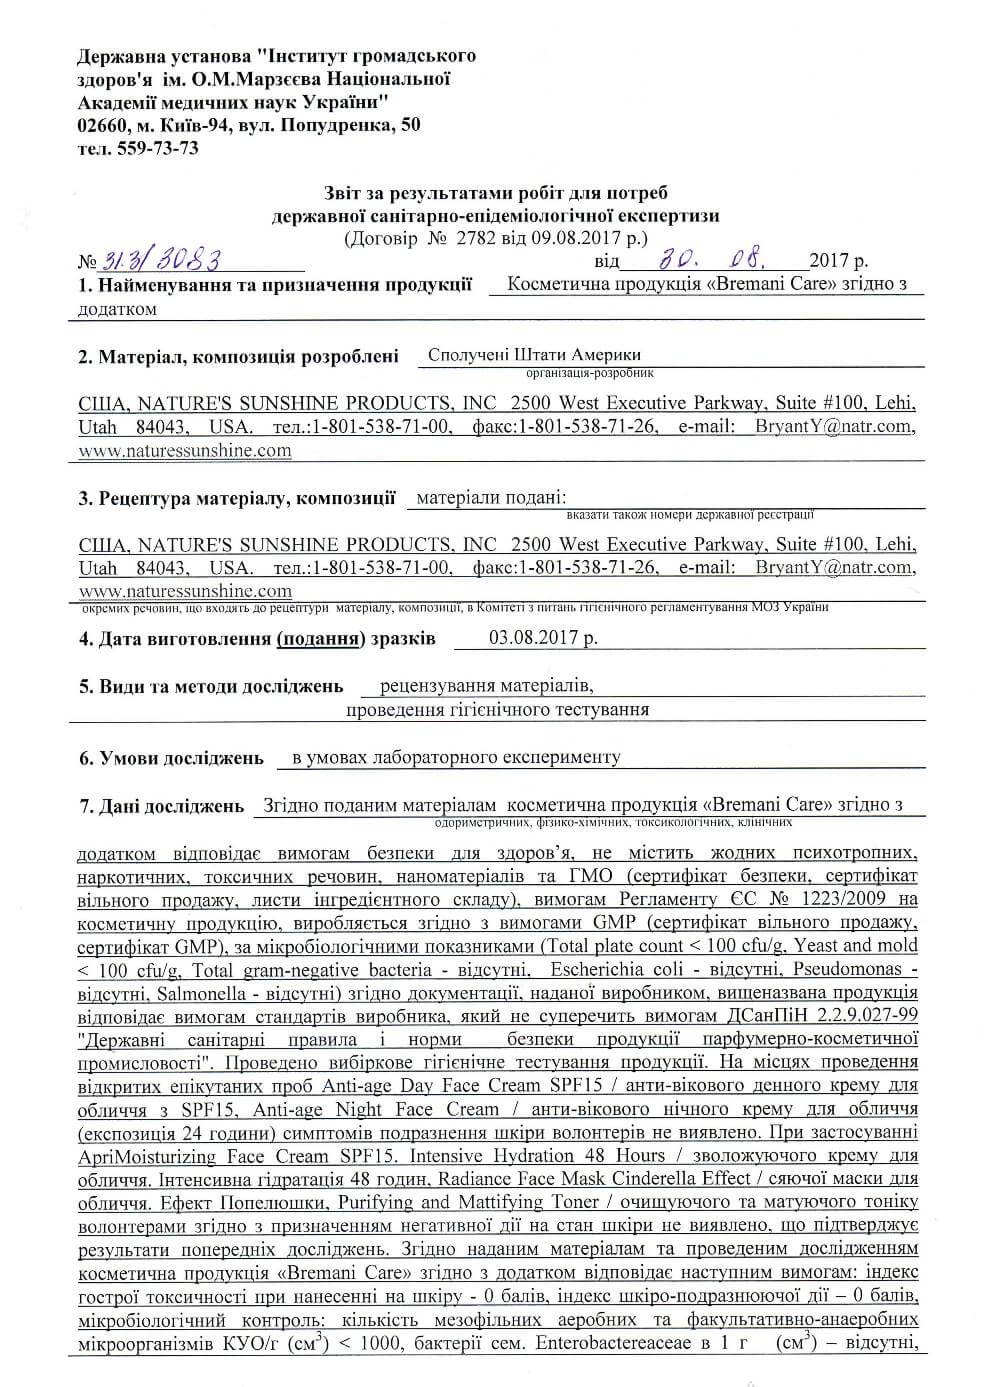 Державна установа "Інститут громадського
здоров'я ім. О.М.Марзєєва Національної
Академії медичних наук України"
02660, м. Київ-94, вул. Попудренка, 50
тел. 559-73-73
Звіт за результатами робіт для потреб
державної санітарно-епідеміологічної експертизи
(Договір № 2782 від 09.08.2017 р.)
№ 31.3/3083 від 30. 08. 2017 р.
1. Найменування та призначення продукції Косметична продукція «Bremani Care» згідно з
додатком
2. Матеріал, композиція розроблені Сполучені Штати Америки
організація-розробник
США, NATURE'S SUNSHINE PRODUCTS, INC 2500 West Executive Parkway, Suite #100, Lehi,
Utah 84043, USA. тел.:1-801-538-71-00, факс:1-801-538-71-26, e-mail: BryantY@natr.com,
www.naturessunshine.com
3. Рецептура матеріалу, композиції матеріали подані:
вказати також номери державної реєстрації
США, NATURE'S SUNSHINE PRODUCTS, INC 2500 West Executive Parkway, Suite #100, Lehi,
Utah 84043, USA. тел.:1-801-538-71-00, факс:1-801-538-71-26, e-mail: BryantY@natr.com,
www.naturessunshine.com
окремих речовин, що входять до рецептури матеріалу, композиції, в Комітеті з питань гігієнічного регламентування МОЗ України
4. Дата виготовлення (подання) зразків 03.08.2017 р.
5. Види та методи досліджень рецензування матеріалів,
проведення гігієнічного тестування
6. Умови досліджень в умовах лабораторного експерименту
7. Дані досліджень Згідно поданим матеріалам косметична продукція «Bremani Care» згідно з
одориметричних, фізико-хімічних, токсикологічних, клінічних
додатком відповідає вимогам безпеки для здоров’я, не містить жодних психотропних,
наркотичних, токсичних речовин, наноматеріалів та ГМО (сертифікат безпеки, сертифікат
вільного продажу, листи інгредієнтного складу), вимогам Регламенту ЄС № 1223/2009 на
косметичну продукцію, виробляється згідно з вимогами GMP (сертифікат вільного продажу,
сертифікат GMP), за мікробіологічними показниками (Total plate count < 100 cfu/g, Yeast and mold
< 100 cfu/g, Total gram-negative bacteria - відсутні, Escherichia coli - відсутні, Pseudomonas -
відсутні, Salmonella - відсутні) згідно документації, наданої виробником, вищеназвана продукція
відповідає вимогам стандартів виробника, який не суперечить вимогам ДСанПіН 2.2.9.027-99
"Державні санітарні правила і норми безпеки продукції парфумерно-косметичної
промисловості". Проведено вибіркове гігієнічне тестування продукції. На місцях проведення
відкритих епікутаних проб Anti-age Day Face Cream SPF15 / анти-вікового денного крему для
обличчя з SPF15, Anti-age Night Face Cream / анти-вікового нічного крему для обличчя
(експозиція 24 години) симптомів подразнення шкіри волонтерів не виявлено. При застосуванні
ApriMoisturizing Face Cream SPF15. Intensive Hydration 48 Hours / зволожуючого крему для
обличчя. Інтенсивна гідратація 48 годин, Radiance Face Mask Cinderella Effect / сяючої маски для
обличчя. Ефект Попелюшки, Purifying and Mattifying Toner / очищуючого та матуючого тоніку
волонтерами згідно з призначенням негативної дії на стан шкіри не виявлено, що підтверджує
результати попередніх досліджень. Згідно наданим матеріалам та проведеним дослідженням
косметична продукція «Bremani Care» згідно з додатком відповідає наступним вимогам: індекс
гострої токсичності при нанесенні на шкіру - 0 балів, індекс шкіро-подразнюючої дії – 0 балів,
мікробіологічний контроль: кількість мезофільних аеробних та факультативно-анаеробних
мікроорганізмів КУО/г (см³) < 1000, бактерії сем. Enterobactereaceae в 1 г (см³) – відсутні,